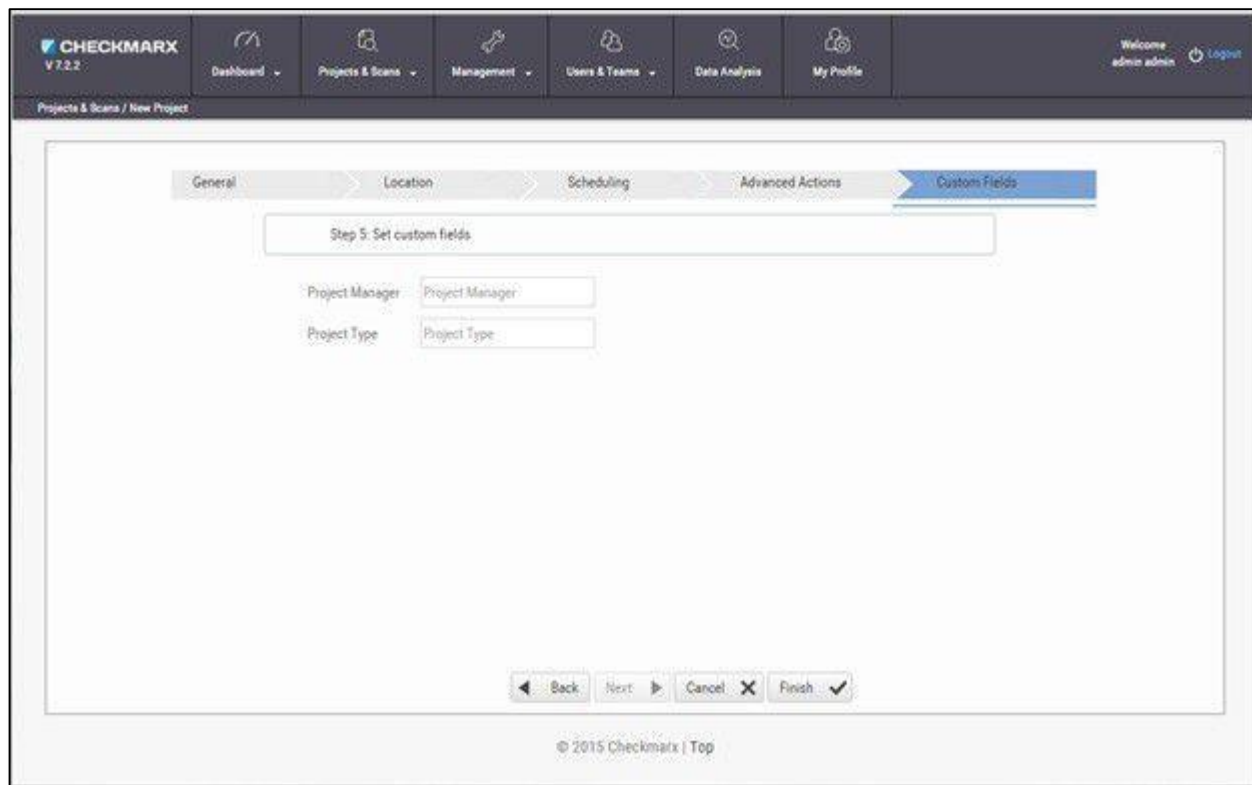 CHECKMARX
V 7.2.2
Dashboard
Projects & Scans
Management
Users & Teams
Data Analysis
My Profile
Welcome
admin admin
Logout
Projects & Scans / New Project
General
Location
Scheduling
Advanced Actions
Custom Fields
Step 5: Set custom fields
Project Manager Project Manager
Project Type Project Type
Back Next Cancel Finish
© 2015 Checkmarx | Top